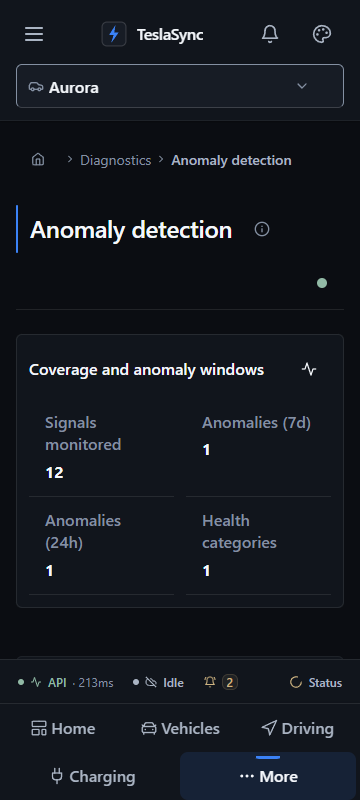 TeslaSync
Aurora
Diagnostics
Anomaly detection
Anomaly detection
Coverage and anomaly windows
Signals
monitored
12
Anomalies (7d)
1
Anomalies
(24h)
1
Health
categories
1
API · 213ms
Idle
2
Status
Home
Vehicles
Driving
Charging
More